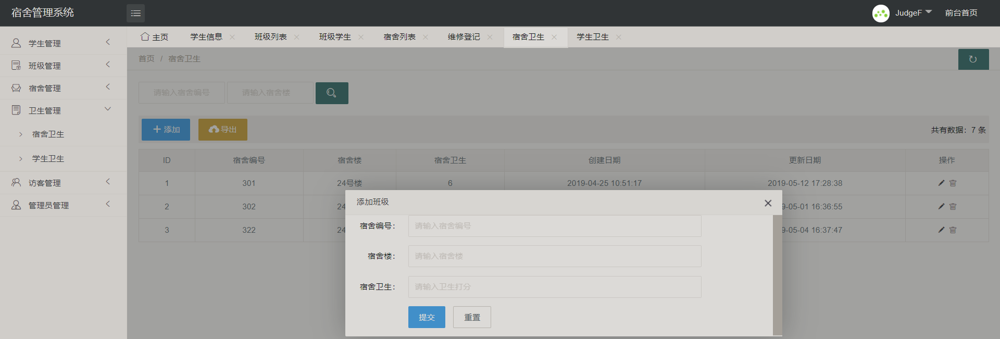 宿舍管理系统
JudgeF 前台首页
学生管理
班级管理
宿舍管理
卫生管理
宿舍卫生
学生卫生
访客管理
管理员管理
主页 学生信息 班级列表 班级学生 宿舍列表 维修登记 宿舍卫生 学生卫生
首页 / 宿舍卫生
请输入宿舍编号 请输入宿舍楼
添加 导出 共有数据：7 条
ID 宿舍编号 宿舍楼 宿舍卫生 创建日期 更新日期 操作
1 301 24号楼 6 2019-04-25 10:51:17 2019-05-12 17:28:38
2 302 24 9-05-01 16:36:55
3 322 24 9-05-04 16:37:47
添加班级
宿舍编号： 请输入宿舍编号
宿舍楼： 请输入宿舍楼
宿舍卫生： 请输入卫生打分
提交 重置